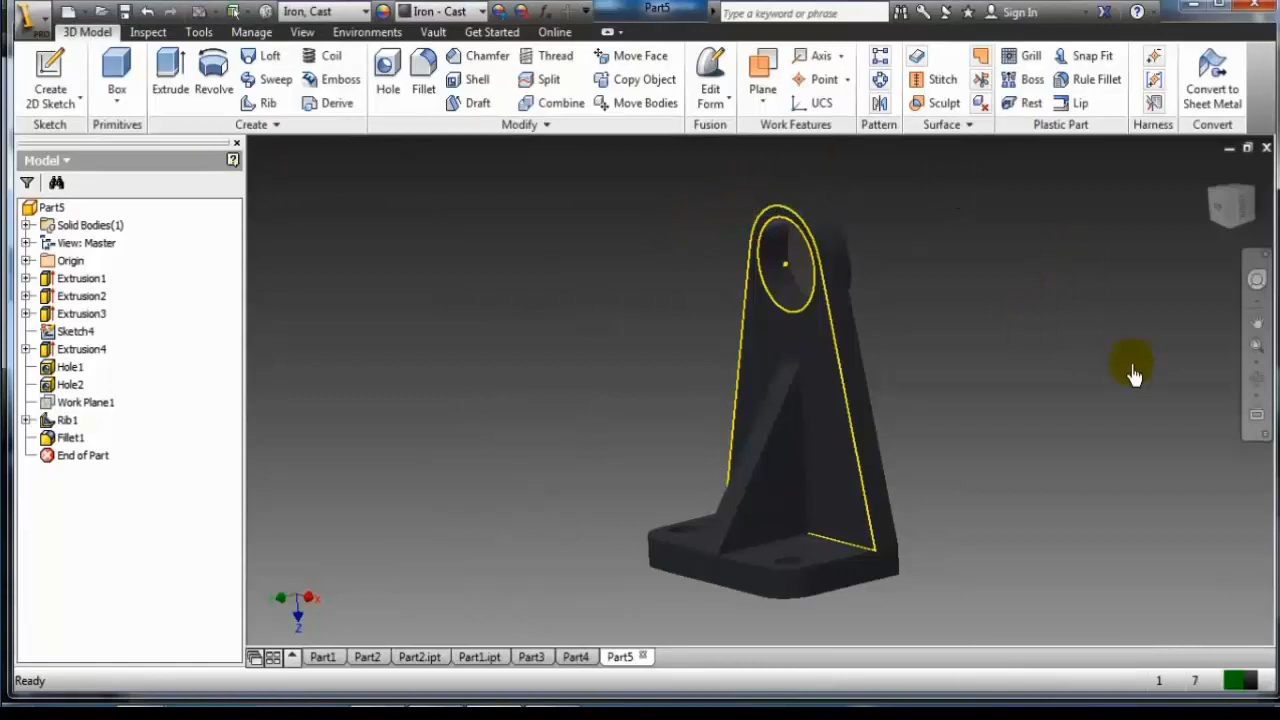 PRO
Iron, Cast
Iron - Cast
Part5
Type a keyword or phrase
Sign In
3D Model Inspect Tools Manage View Environments Vault Get Started Online
Create 2D Sketch
Box
Extrude
Revolve
Loft
Sweep
Rib
Coil
Emboss
Derive
Hole
Fillet
Chamfer
Shell
Draft
Thread
Split
Combine
Move Face
Copy Object
Move Bodies
Edit Form
Plane
Axis
Point
UCS
Stitch
Sculpt
Grill
Boss
Rest
Snap Fit
Rule Fillet
Lip
Convert to Sheet Metal
Sketch Primitives Create Modify Fusion Work Features Pattern Surface Plastic Part Harness Convert
Model
Part5
Solid Bodies(1)
View: Master
Origin
Extrusion1
Extrusion2
Extrusion3
Sketch4
Extrusion4
Hole1
Hole2
Work Plane1
Rib1
Fillet1
End of Part
X
Z
Part1 Part2 Part2.ipt Part1.ipt Part3 Part4 Part5
Ready
1 7